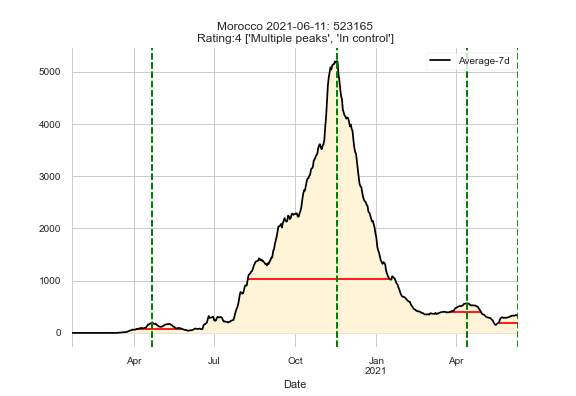 Morocco 2021-06-11: 523165
Rating:4 ['Multiple peaks', 'In control']
Average-7d
5000
4000
3000
2000
1000
0
Apr
Jul
Oct
Jan
2021
Apr
Date